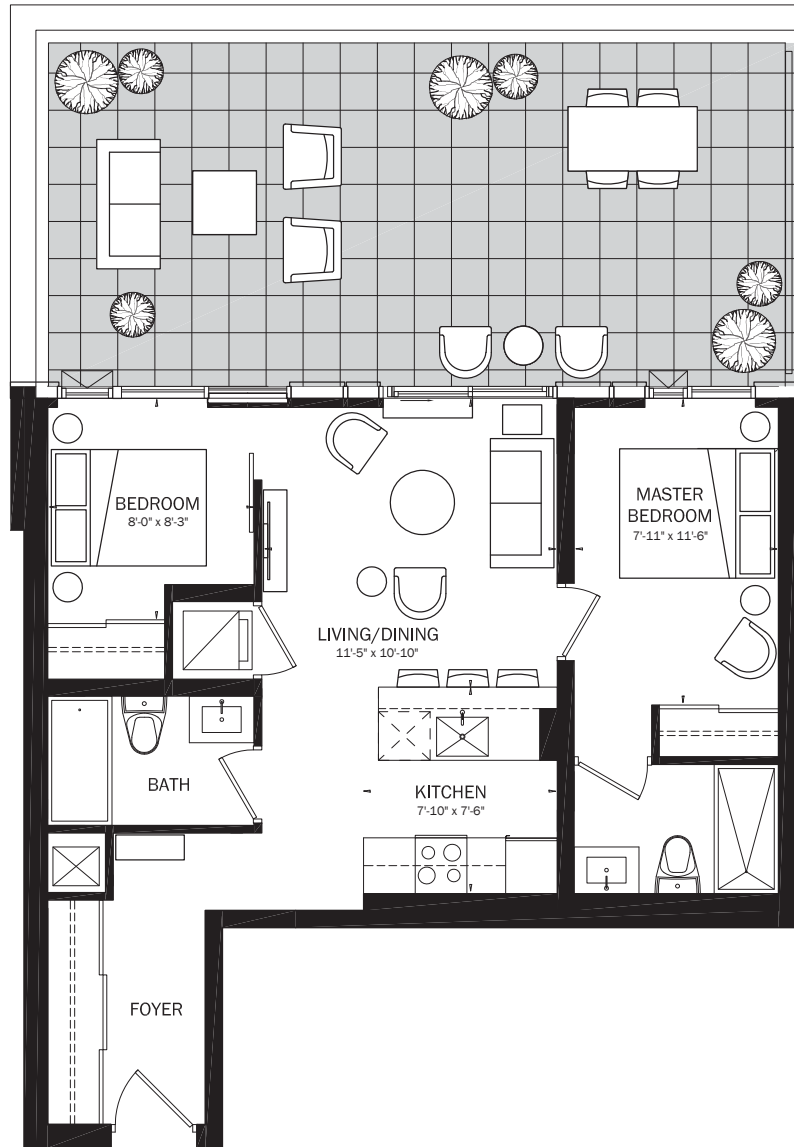 BEDROOM
8'-0" x 8'-3"
MASTER
BEDROOM
7'-11" x 11'-6"
LIVING/DINING
11'-5" x 10'-10"
BATH
KITCHEN
7'-10" x 7'-6"
FOYER